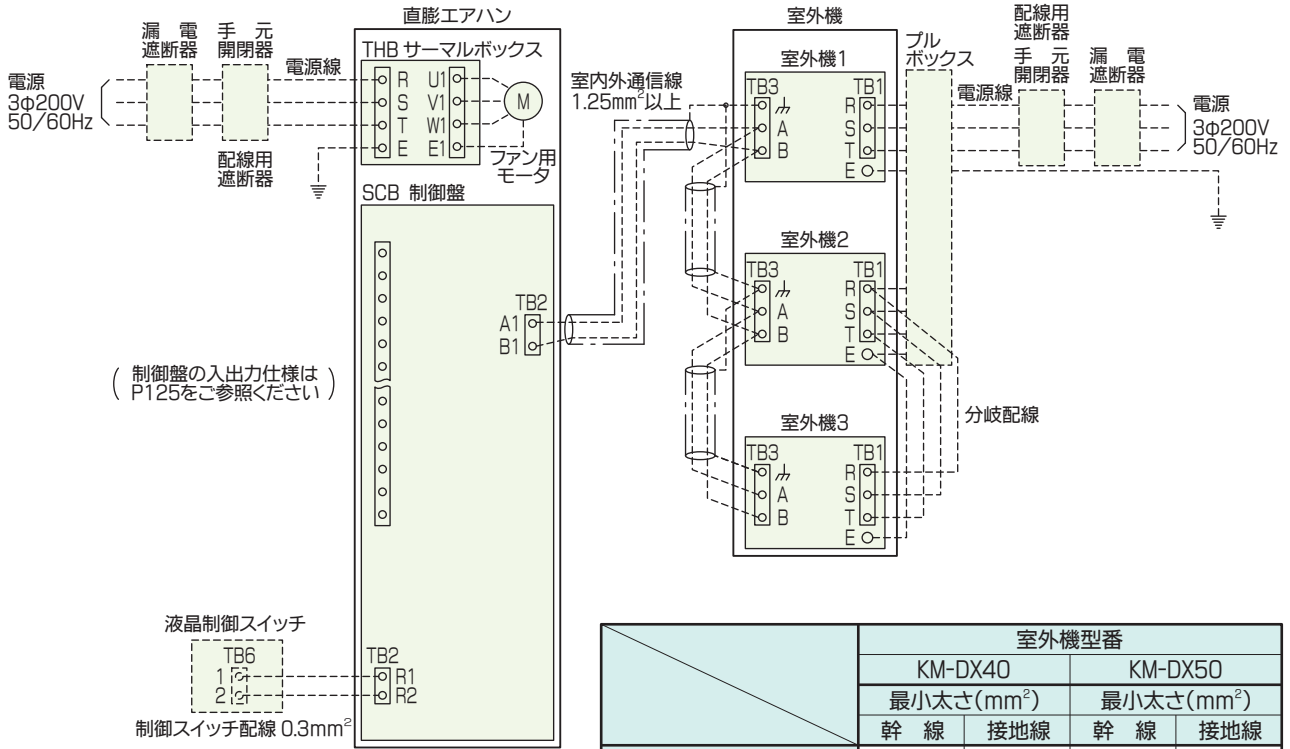 直膨エアハン
漏電遮断器
手元開閉器
電源線
電源
3φ200V
50/60Hz
配線用遮断器
THB サーマルボックス
R U1
S V1
T W1
E E1
M
ファン用モータ
SCB 制御盤
TB2
A1
B1
(制御盤の入出力仕様は
P125をご参照ください)
液晶制御スイッチ
TB6
1
2
制御スイッチ配線 0.3mm²
TB2
R1
R2
室内外通信線
1.25mm²以上
室外機
室外機1
TB3 TB1
A
B
R
S
T
E
室外機2
TB3 TB1
A
B
R
S
T
E
室外機3
TB3 TB1
A
B
R
S
T
E
プルボックス
電源線
配線用遮断器
手元開閉器
漏電遮断器
電源
3φ200V
50/60Hz
分岐配線
室外機型番
KM-DX40 KM-DX50
最小太さ(mm²) 最小太さ(mm²)
幹線 接地線 幹線 接地線